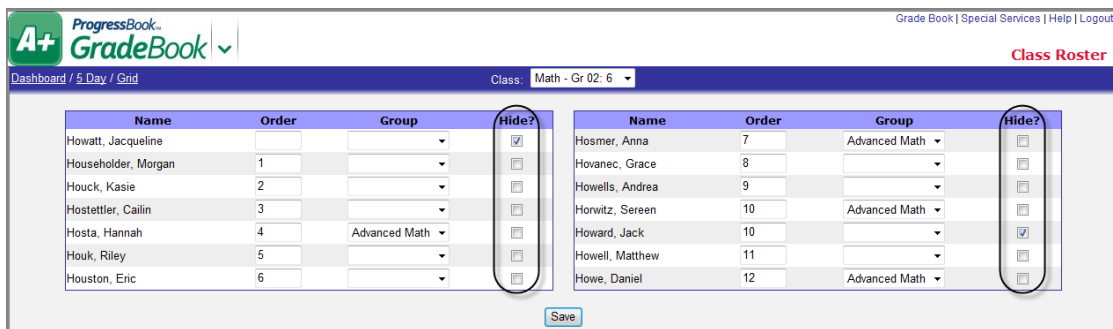 Grade Book | Special Services | Help | Logout
A+ ProgressBook™
GradeBook
Class Roster
Dashboard / 5 Day / Grid Class: Math - Gr 02: 6
Name Order Group Hide? Name Order Group Hide?
Howatt, Jacqueline Hosmer, Anna 7 Advanced Math
Householder, Morgan 1 Hovanec, Grace 8
Houck, Kasie 2 Howells, Andrea 9
Hostettler, Cailin 3 Horwitz, Sereen 10 Advanced Math
Hosta, Hannah 4 Advanced Math Howard, Jack 10
Houk, Riley 5 Howell, Matthew 11
Houston, Eric 6 Howe, Daniel 12 Advanced Math
Save